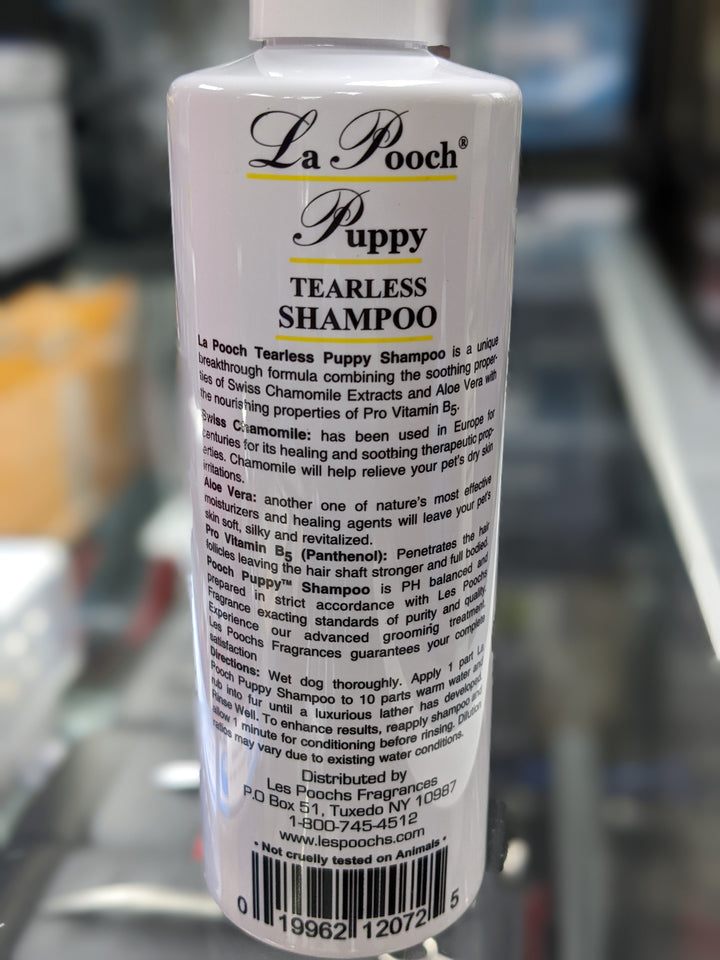 La Pooch®
Puppy
TEARLESS
SHAMPOO
La Pooch Tearless Puppy Shampoo is a unique
breakthrough formula combining the soothing proper-
ties of Swiss Chamomile Extracts and Aloe Vera with
the nourishing properties of Pro Vitamin B5.
Swiss Chamomile: has been used in Europe for
centuries for its healing and soothing therapeutic prop-
erties. Chamomile will help relieve your pet's dry skin
irritations.
Aloe Vera: another one of nature's most effective
moisturizers and healing agents will leave your pet's
skin soft, silky and revitalized.
Pro Vitamin B5 (Panthenol): Penetrates the hair
follicles leaving the hair shaft stronger and full bodied.
Pooch Puppy™ Shampoo is PH balanced and
prepared in strict accordance with Les Poochs
Fragrance exacting standards of purity and quality.
Experience our advanced grooming treatment.
Les Poochs Fragrances guarantees your complete
satisfaction
Directions: Wet dog thoroughly. Apply 1 part La
Pooch Puppy Shampoo to 10 parts warm water and
rub into fur until a luxurious lather has developed.
Rinse Well. To enhance results, reapply shampoo and
allow 1 minute for conditioning before rinsing. Dilution
ratios may vary due to existing water conditions.
Distributed by
Les Poochs Fragrances
P.O Box 51, Tuxedo NY 10987
1-800-745-4512
www.lespoochs.com
• Not cruelly tested on Animals •
0 19962 12072 5